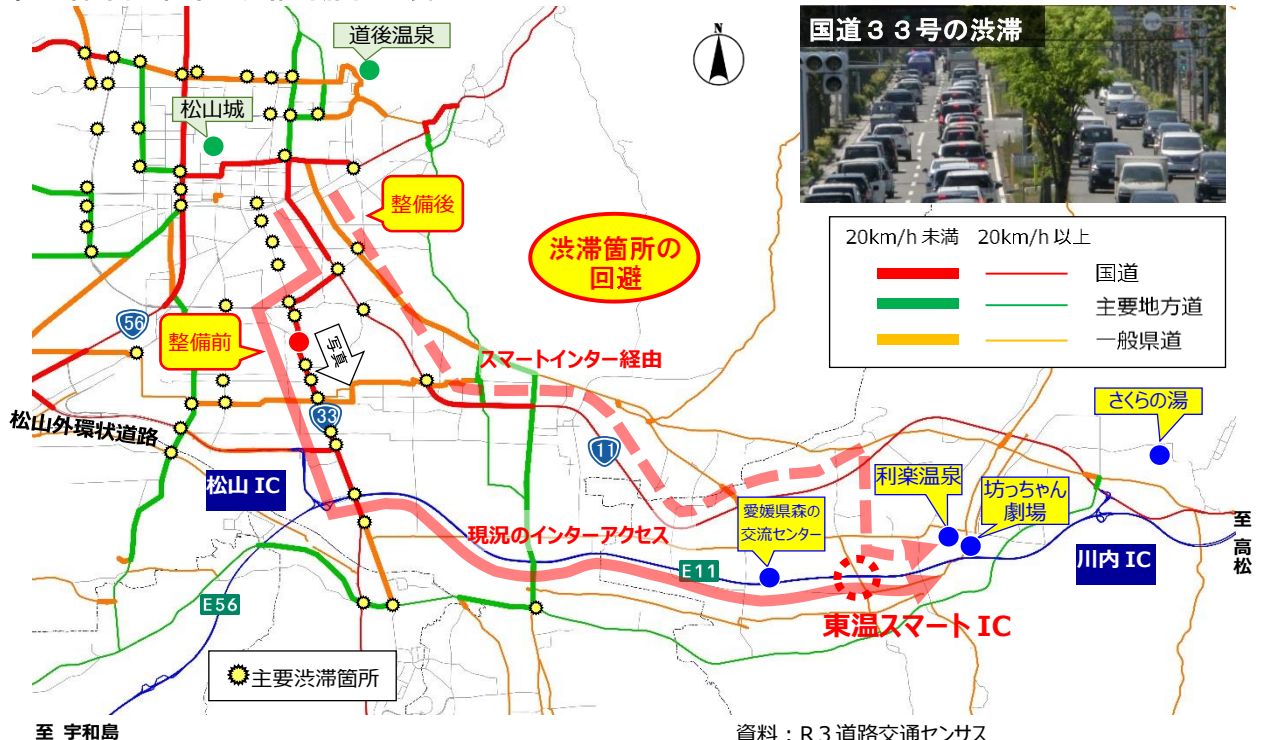 道後温泉
N
国道３３号の渋滞
松山城
整備後
渋滞箇所の
回避
20km/h 未満 20km/h 以上
国道
主要地方道
一般県道
56
整備前
写真
スマートインター経由
33
11
松山外環状道路
松山 IC
さくらの湯
利楽温泉
坊っちゃん
劇場
愛媛県森の
交流センター
現況のインターアクセス
至 高松
川内 IC
E11
E56
東温スマート IC
主要渋滞箇所
至 宇和島
資料：Ｒ３道路交通センサス